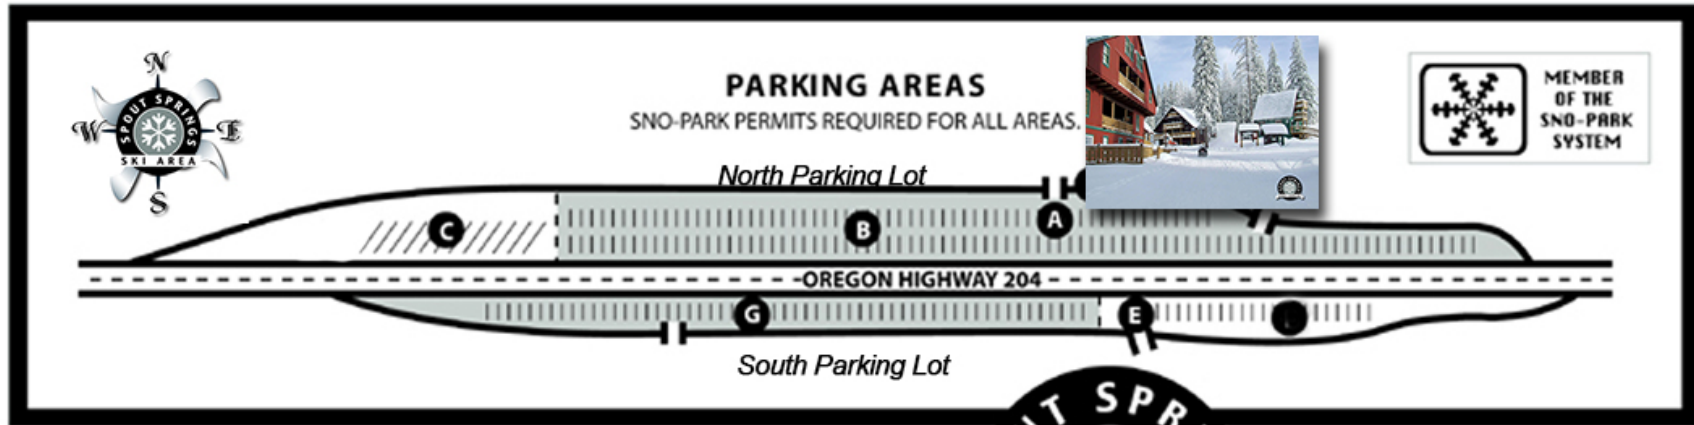 N
SPOUT SPRINGS
W
E
SKI AREA
S
PARKING AREAS
SNO-PARK PERMITS REQUIRED FOR ALL AREAS.
MEMBER
OF THE
SNO-PARK
SYSTEM
North Parking Lot
C
B
A
OREGON HIGHWAY 204
G
E
South Parking Lot
UT SPR